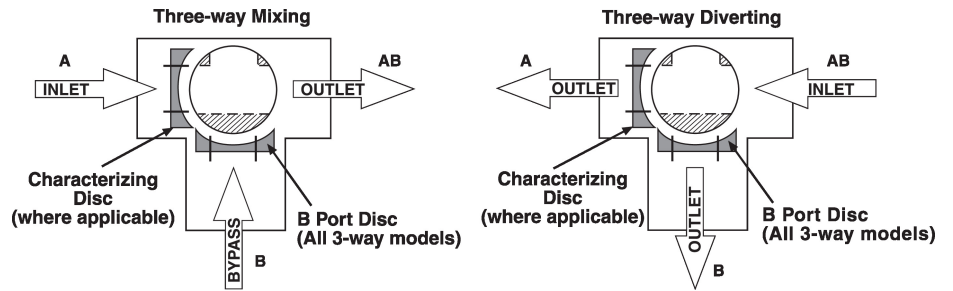 Three-way Mixing
A
INLET
AB
OUTLET
Characterizing
Disc
(where applicable)
B Port Disc
(All 3-way models)
BYPASS
B
Three-way Diverting
A
OUTLET
AB
INLET
Characterizing
Disc
(where applicable)
B Port Disc
(All 3-way models)
OUTLET
B